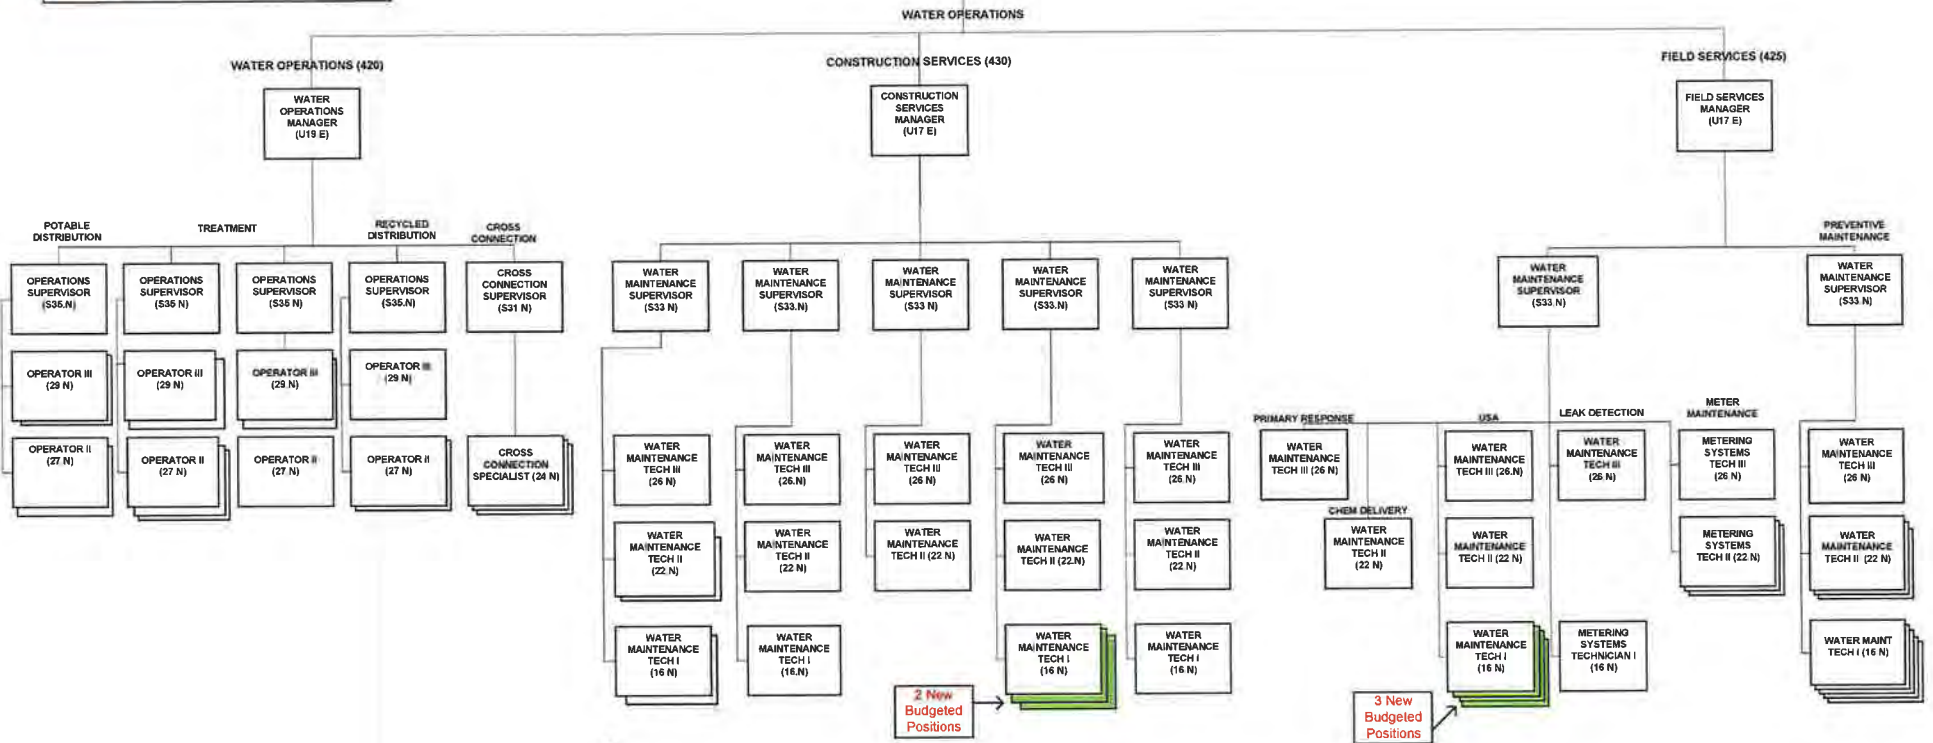 WATER OPERATIONS
WATER OPERATIONS (420)
CONSTRUCTION SERVICES (430)
FIELD SERVICES (425)
WATER
OPERATIONS
MANAGER
(U19 E)
CONSTRUCTION
SERVICES
MANAGER
(U17 E)
FIELD SERVICES
MANAGER
(U17 E)
POTABLE
DISTRIBUTION
TREATMENT
RECYCLED
DISTRIBUTION
CROSS
CONNECTION
PREVENTIVE
MAINTENANCE
OPERATIONS
SUPERVISOR
(S35.N)
OPERATIONS
SUPERVISOR
(S35 N)
OPERATIONS
SUPERVISOR
(S35 N)
OPERATIONS
SUPERVISOR
(S35.N)
CROSS
CONNECTION
SUPERVISOR
(S31 N)
WATER
MAINTENANCE
SUPERVISOR
(S33 N)
WATER
MAINTENANCE
SUPERVISOR
(S33.N)
WATER
MAINTENANCE
SUPERVISOR
(S33 N)
WATER
MAINTENANCE
SUPERVISOR
(S33.N)
WATER
MAINTENANCE
SUPERVISOR
(S33 N)
WATER
MAINTENANCE
SUPERVISOR
(S33.N)
WATER
MAINTENANCE
SUPERVISOR
(S33 N)
OPERATOR III
(29 N)
OPERATOR III
(29 N)
OPERATOR III
(29 N)
OPERATOR III
(29 N)
OPERATOR II
(27 N)
OPERATOR II
(27 N)
OPERATOR II
(27 N)
OPERATOR II
(27 N)
CROSS
CONNECTION
SPECIALIST (24 N)
WATER
MAINTENANCE
TECH III
(26 N)
WATER
MAINTENANCE
TECH III
(26.N)
WATER
MAINTENANCE
TECH III
(26 N)
WATER
MAINTENANCE
TECH III
(26 N)
WATER
MAINTENANCE
TECH III
(26.N)
WATER
MAINTENANCE
TECH II
(22.N)
WATER
MAINTENANCE
TECH II
(22 N)
WATER
MAINTENANCE
TECH II (22 N)
WATER
MAINTENANCE
TECH II (22.N)
WATER
MAINTENANCE
TECH II
(22 N)
WATER
MAINTENANCE
TECH I
(16 N)
WATER
MAINTENANCE
TECH I
(16.N)
WATER
MAINTENANCE
TECH I
(16 N)
WATER
MAINTENANCE
TECH I
(16.N)
2 New
Budgeted
Positions
PRIMARY RESPONSE
USA
LEAK DETECTION
METER
MAINTENANCE
WATER
MAINTENANCE
TECH III (26 N)
WATER
MAINTENANCE
TECH III (26.N)
WATER
MAINTENANCE
TECH III
(26 N)
METERING
SYSTEMS
TECH III
(26 N)
WATER
MAINTENANCE
TECH III
(26 N)
CHEM DELIVERY
WATER
MAINTENANCE
TECH II
(22 N)
WATER
MAINTENANCE
TECH II (22 N)
METERING
SYSTEMS
TECH II (22 N)
WATER
MAINTENANCE
TECH II (22 N)
WATER
MAINTENANCE
TECH I
(16 N)
METERING
SYSTEMS
TECHNICIAN I
(16 N)
WATER MAINT
TECH I (16 N)
3 New
Budgeted
Positions